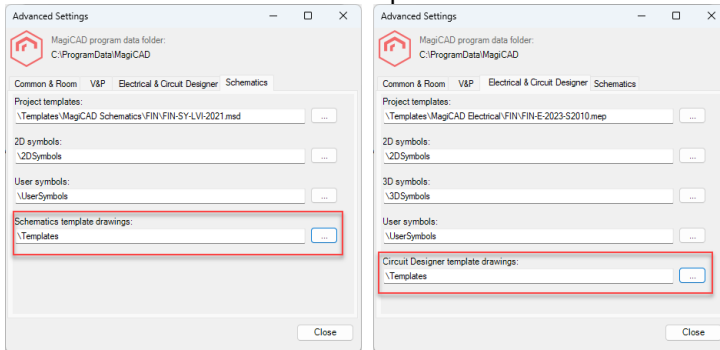 Advanced Settings
MagiCAD program data folder:
C:\ProgramData\MagiCAD
Common & Room V&P Electrical & Circuit Designer Schematics
Project templates:
\Templates\MagiCAD Schematics\FIN\FIN-SY-LVI-2021.msd
...
2D symbols:
\2DSymbols
...
User symbols:
\UserSymbols
...
Schematics template drawings:
\Templates
...
Close
Advanced Settings
MagiCAD program data folder:
C:\ProgramData\MagiCAD
Common & Room V&P Electrical & Circuit Designer Schematics
Project templates:
\Templates\MagiCAD Electrical\FIN\FIN-E-2023-S2010.mep
...
2D symbols:
\2DSymbols
...
3D symbols:
\3DSymbols
...
User symbols:
\UserSymbols
...
Circuit Designer template drawings:
\Templates
...
Close